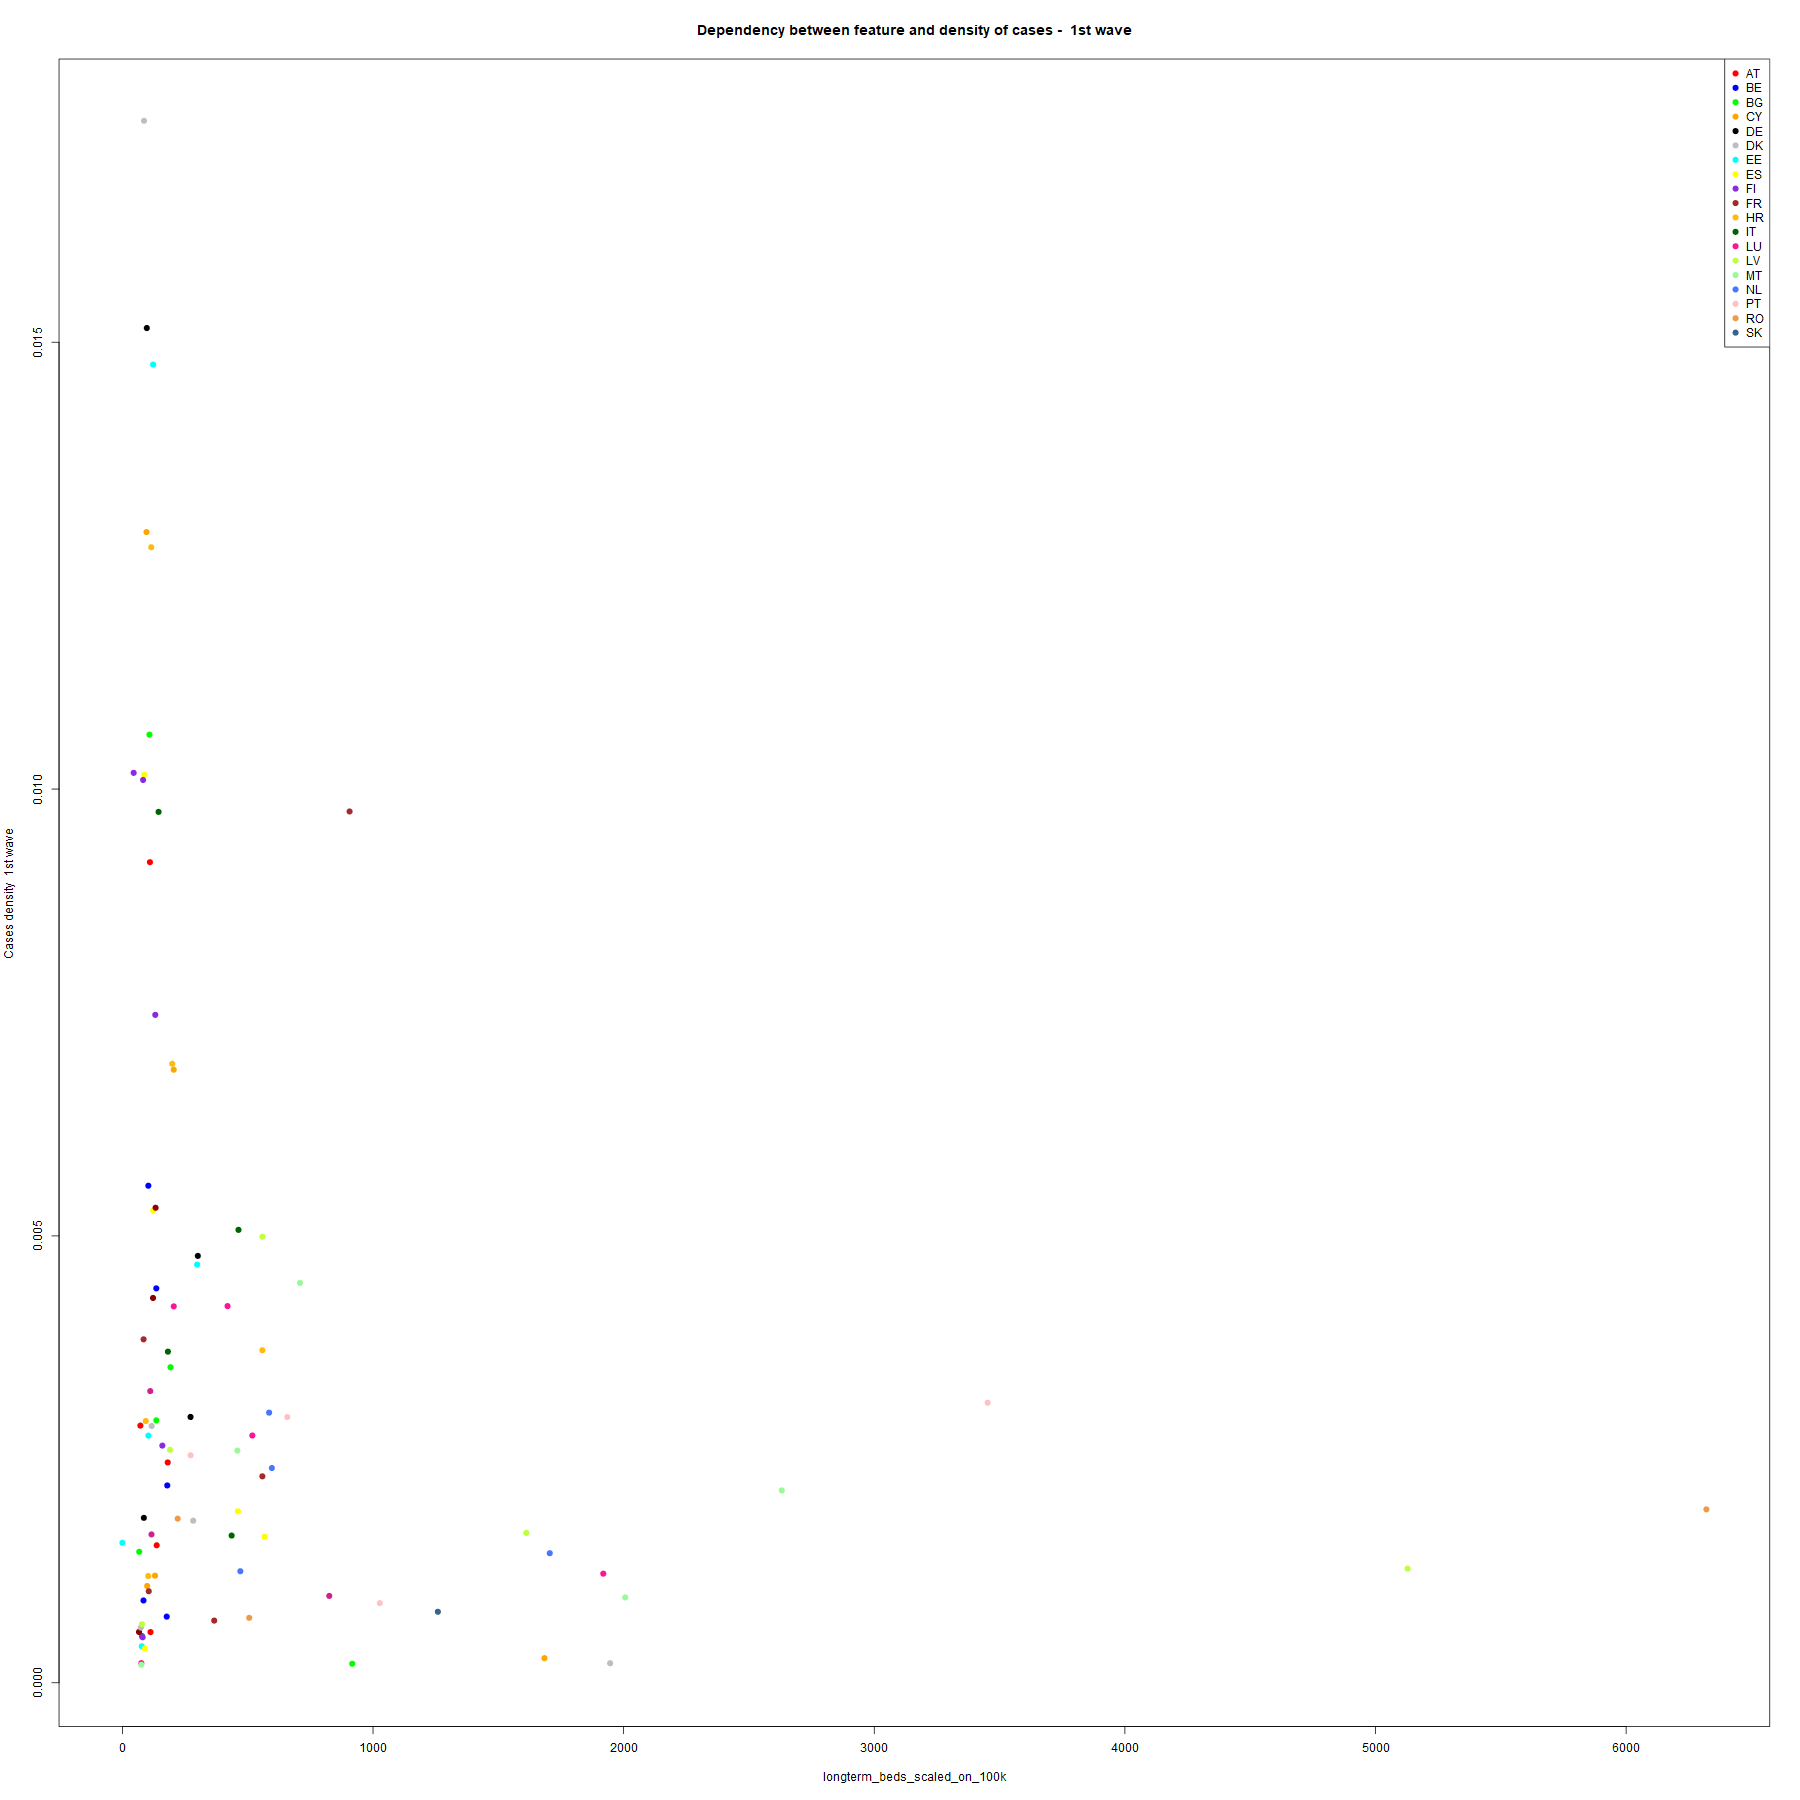 Dependency between feature and density of cases -  1st wave
AT
BE
BG
CY
DE
DK
EE
ES
FI
FR
HR
IT
LU
LV
MT
NL
PT
RO
SK
Cases density  1st wave
0.015
0.010
0.005
0.000
0 1000 2000 3000 4000 5000 6000
longterm_beds_scaled_on_100k